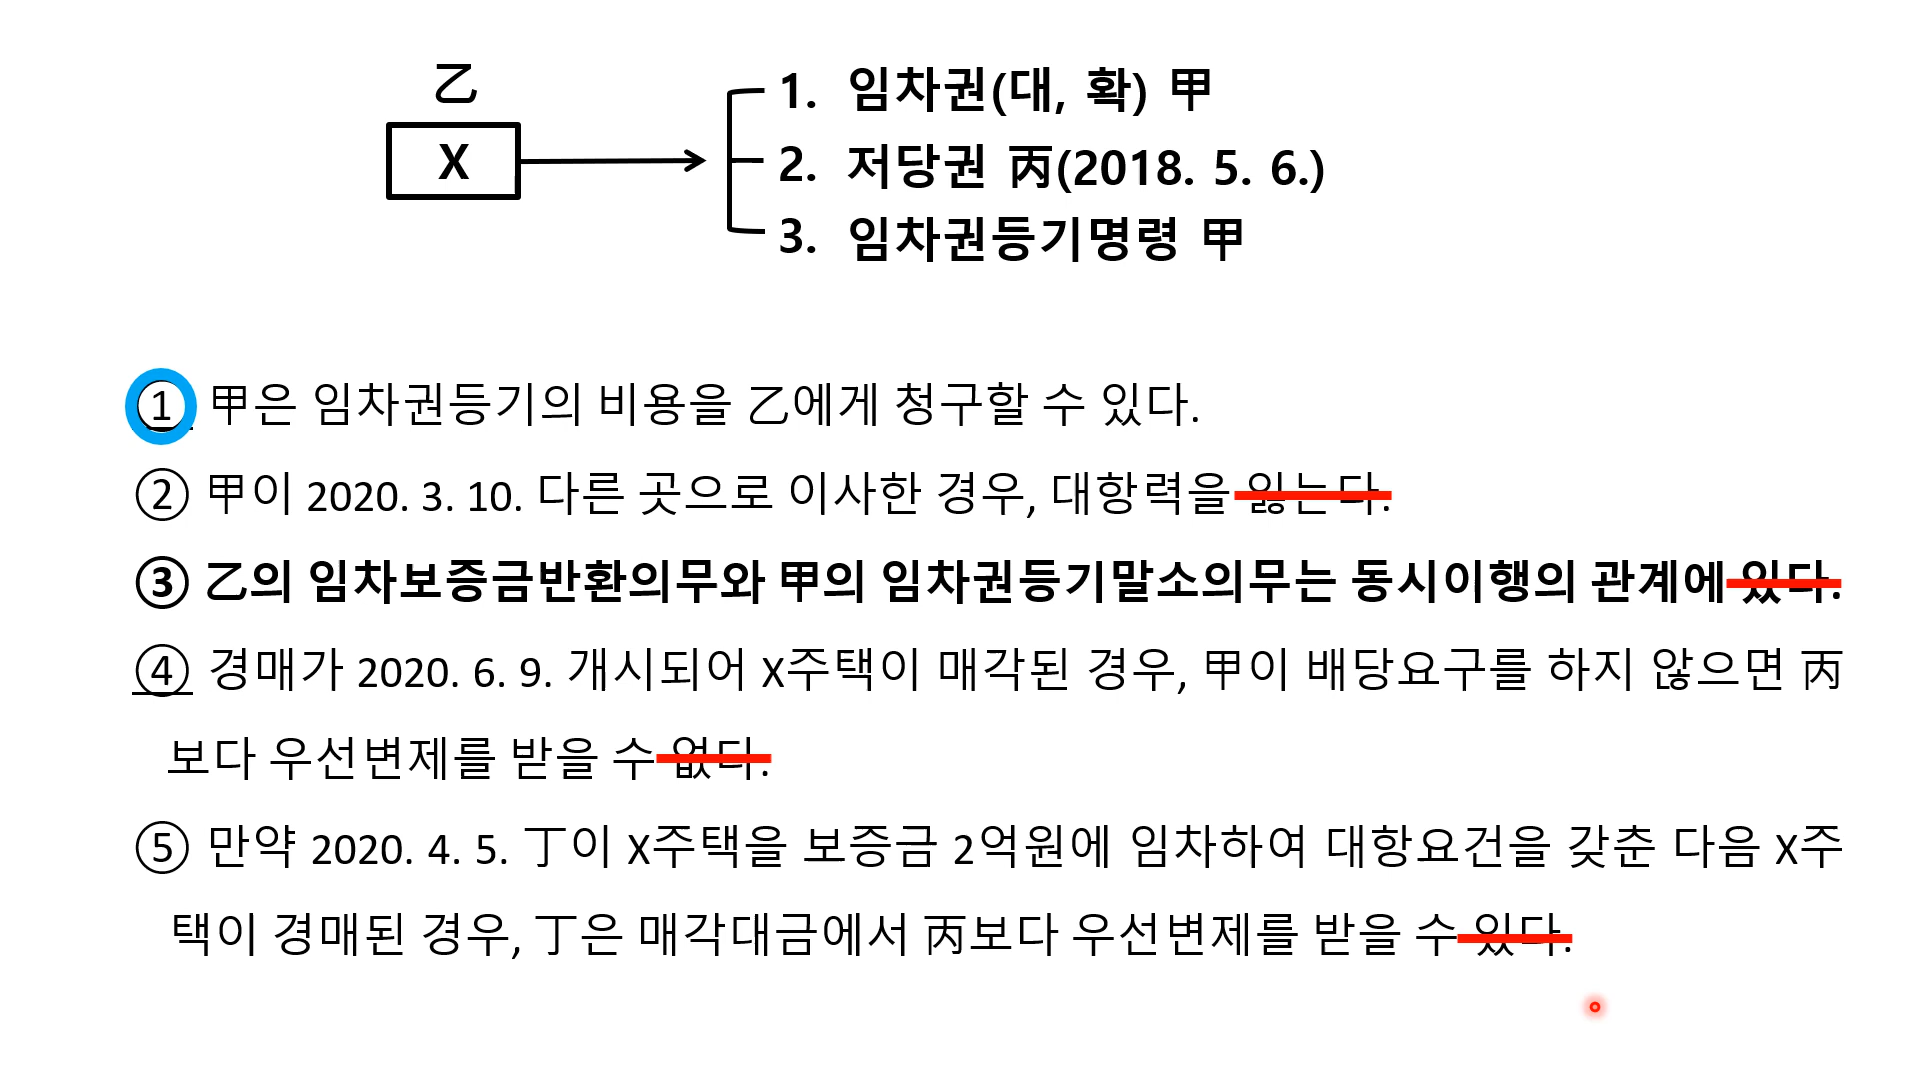 乙
X
1. 임차권(대, 확) 甲
2. 저당권 丙(2018. 5. 6.)
3. 임차권등기명령 甲
① 甲은 임차권등기의 비용을 乙에게 청구할 수 있다.
② 甲이 2020. 3. 10. 다른 곳으로 이사한 경우, 대항력을 잃는다.
③ 乙의 임차보증금반환의무와 甲의 임차권등기말소의무는 동시이행의 관계에 있다.
④ 경매가 2020. 6. 9. 개시되어 X주택이 매각된 경우, 甲이 배당요구를 하지 않으면 丙
보다 우선변제를 받을 수 없다.
⑤ 만약 2020. 4. 5. 丁이 X주택을 보증금 2억원에 임차하여 대항요건을 갖춘 다음 X주
택이 경매된 경우, 丁은 매각대금에서 丙보다 우선변제를 받을 수 있다.